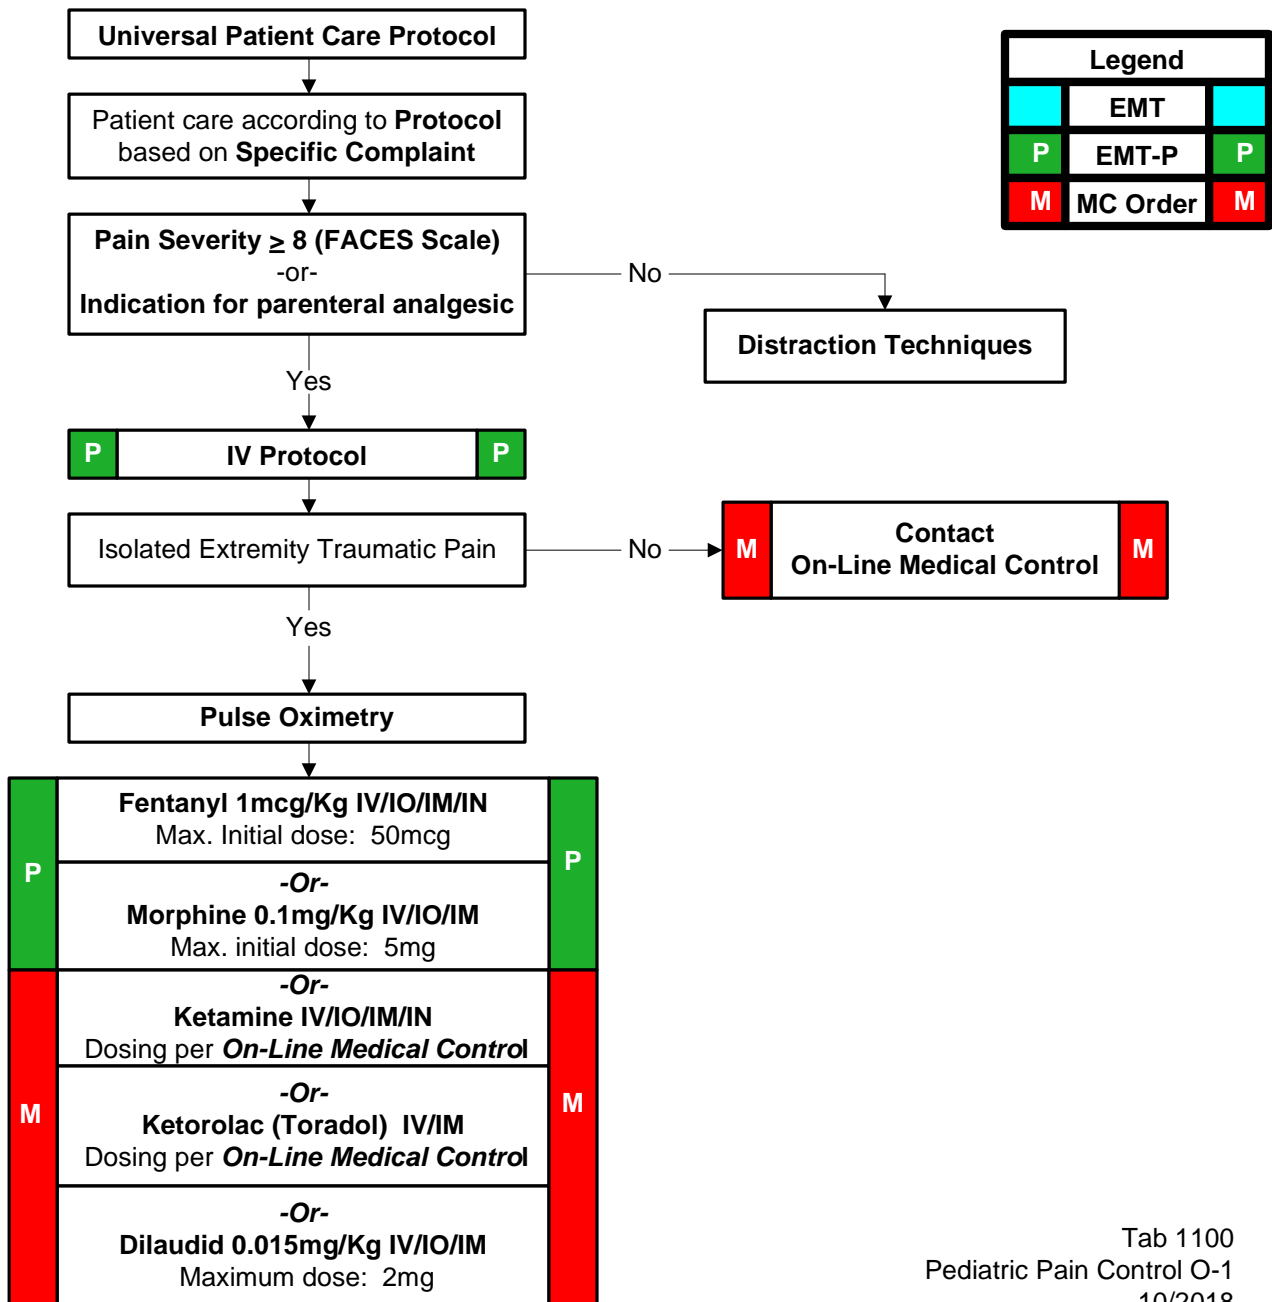 Universal Patient Care Protocol
Legend
EMT
P EMT-P P
M MC Order M
Patient care according to Protocol
based on Specific Complaint
Pain Severity ≥ 8 (FACES Scale)
-or-
Indication for parenteral analgesic
No
Distraction Techniques
Yes
P IV Protocol P
Isolated Extremity Traumatic Pain
No
M Contact M
On-Line Medical Control
Yes
Pulse Oximetry
Fentanyl 1mcg/Kg IV/IO/IM/IN
Max. Initial dose: 50mcg
P P
-Or-
Morphine 0.1mg/Kg IV/IO/IM
Max. initial dose: 5mg
-Or-
Ketamine IV/IO/IM/IN
Dosing per On-Line Medical Control
M M
-Or-
Ketorolac (Toradol) IV/IM
Dosing per On-Line Medical Control
-Or-
Dilaudid 0.015mg/Kg IV/IO/IM
Maximum dose: 2mg
Tab 1100
Pediatric Pain Control O-1
10/2018